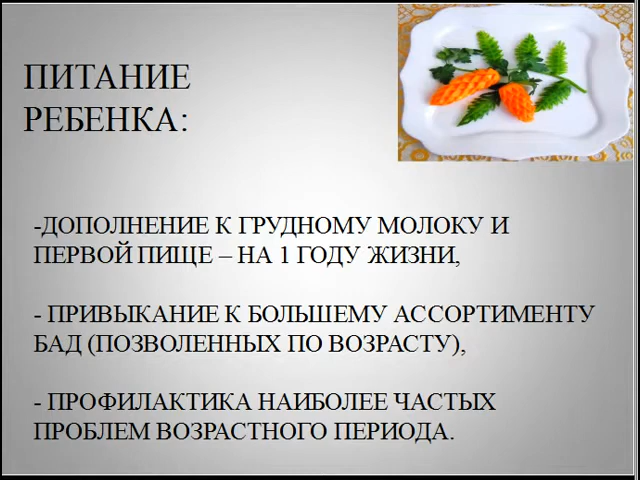 ПИТАНИЕ
РЕБЕНКА:
-ДОПОЛНЕНИЕ К ГРУДНОМУ МОЛОКУ И
ПЕРВОЙ ПИЩЕ – НА 1 ГОДУ ЖИЗНИ,
- ПРИВЫКАНИЕ К БОЛЬШЕМУ АССОРТИМЕНТУ
БАД (ПОЗВОЛЕННЫХ ПО ВОЗРАСТУ),
- ПРОФИЛАКТИКА НАИБОЛЕЕ ЧАСТЫХ
ПРОБЛЕМ ВОЗРАСТНОГО ПЕРИОДА.